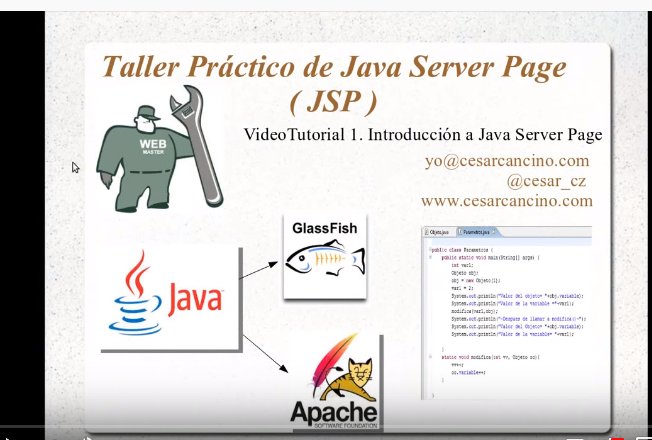 Taller Práctico de Java Server Page
( JSP )
VideoTutorial 1. Introducción a Java Server Page
yo@cesarcancino.com
@cesar_cz
www.cesarcancino.com
WEB
MASTER
GlassFish
Java
Apache
SOFTWARE FOUNDATION
Objeto.java Parametros.java
public class Parametros {
public static void main(String[] args) {
int var1;
Objeto obj;
obj = new Objeto(1);
var1 = 2;
System.out.println("Valor del objeto= "+obj.variable);
System.out.println("Valor de la variable ="+var1);
modifica(var1,obj);
System.out.println("-Despues de llamar a modifica()-");
System.out.println("Valor del Objeto= "+obj.variable);
System.out.println("Valor de la variable= "+var1);
}
static void modifica(int vv, Objeto oo){
vv++;
oo.variable++;
}
}